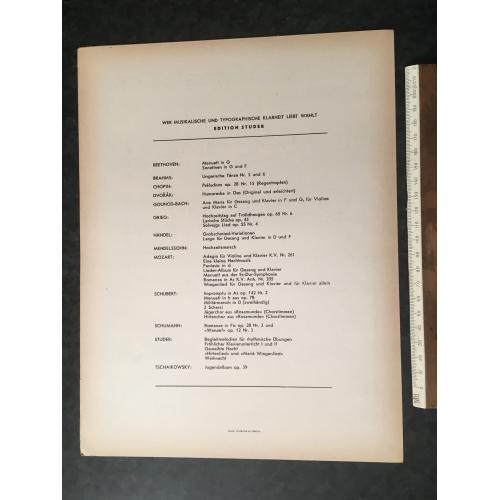 WER MUSIKALISCHE UND TYPOGRAPHISCHE KLARHEIT LIEBT WÄHLT
EDITION STUDER
BEETHOVEN: Menuett in G
Sonatinen in G und F
BRAHMS: Ungarische Tänze Nr. 5 und 6
CHOPIN: Präludium op. 28 Nr. 15 (Regentropfen)
DVOŘÁK: Humoreske in Ges (Original und erleichtert)
GOUNOD-BACH: Ave Maria für Gesang und Klavier in F und G, für Violine
und Klavier in G
GRIEG: Hochzeitstag auf Troldhaugen op. 65 Nr. 6
Lyrische Stücke op. 43
Solvejgs Lied op. 55 Nr. 4
HÄNDEL: Grobschmied-Variationen
Largo für Gesang und Klavier in D und F
MENDELSSOHN: Hochzeitsmarsch
MOZART: Adagio für Violine und Klavier K.V. Nr. 261
Eine kleine Nachtmusik
Fantasie in d
Lieder-Album für Gesang und Klavier
Menuett aus der Es-Dur-Symphonie
Romanze in As K.V. Anh. Nr. 205
Wiegenlied für Gesang und Klavier und für Klavier allein
SCHUBERT: Impromptu in As op. 142 Nr. 2
Menuett in h aus op. 78
Militärmarsch in D (zweihändig)
2 Scherzi
Jägerchor aus «Rosamunde» (Chorstimmen)
Hirtenchor aus «Rosamunde» (Chorstimmen)
SCHUMANN: Romanze in Fis op. 28 Nr. 2 und
«Warum?» op. 12 Nr. 3
STUDER: Begleitmelodien für rhythmische Übungen
Fröhlicher Klavierunterricht I und II
Geweihte Nacht
«Hirtenlied» und «Mariä Wiegenlied»
Weihnacht
TSCHAIKOWSKY: Jugendalbum op. 39